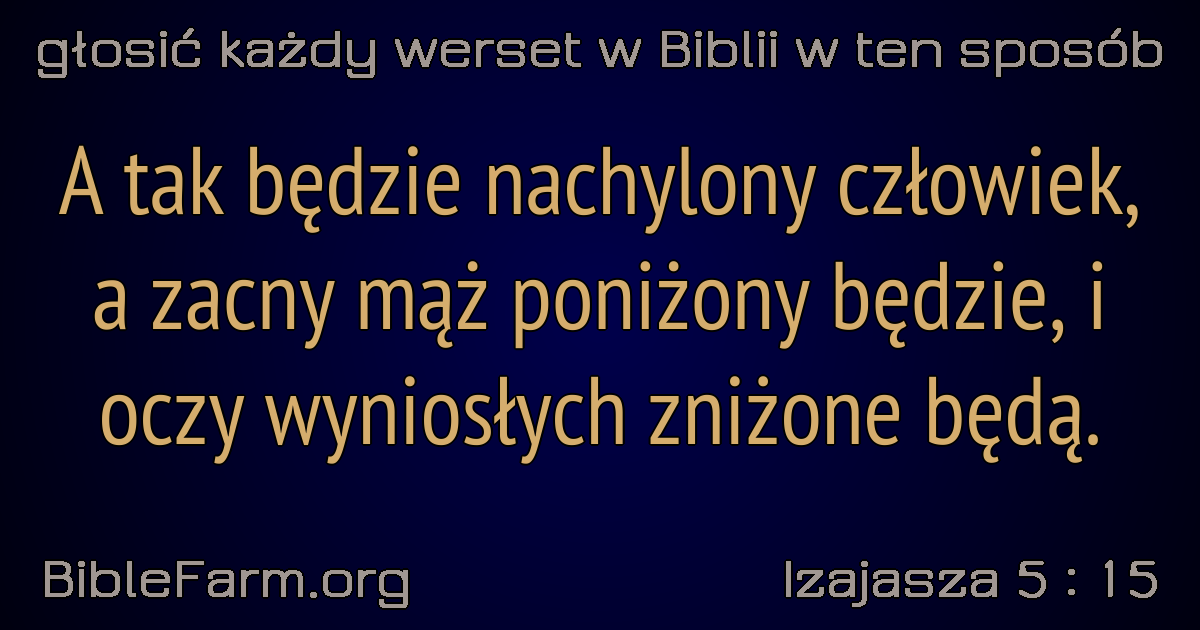 głosić każdy werset w Biblii w ten sposób
A tak będzie nachylony człowiek,
a zacny mąż poniżony będzie, i
oczy wyniosłych zniżone będą.
BibleFarm.org
Izajasza 5 : 15